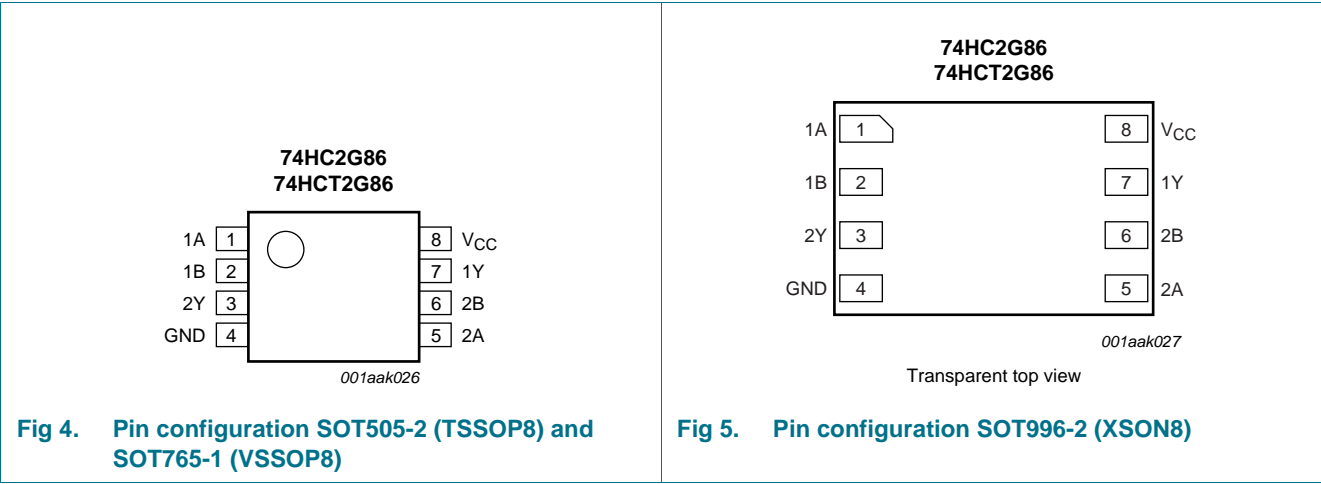 74HC2G86
74HCT2G86
1A 1 8 VCC
1B 2 7 1Y
2Y 3 6 2B
GND 4 5 2A
001aak026
Fig 4. Pin configuration SOT505-2 (TSSOP8) and
SOT765-1 (VSSOP8)
74HC2G86
74HCT2G86
1A 1 8 VCC
1B 2 7 1Y
2Y 3 6 2B
GND 4 5 2A
001aak027
Transparent top view
Fig 5. Pin configuration SOT996-2 (XSON8)